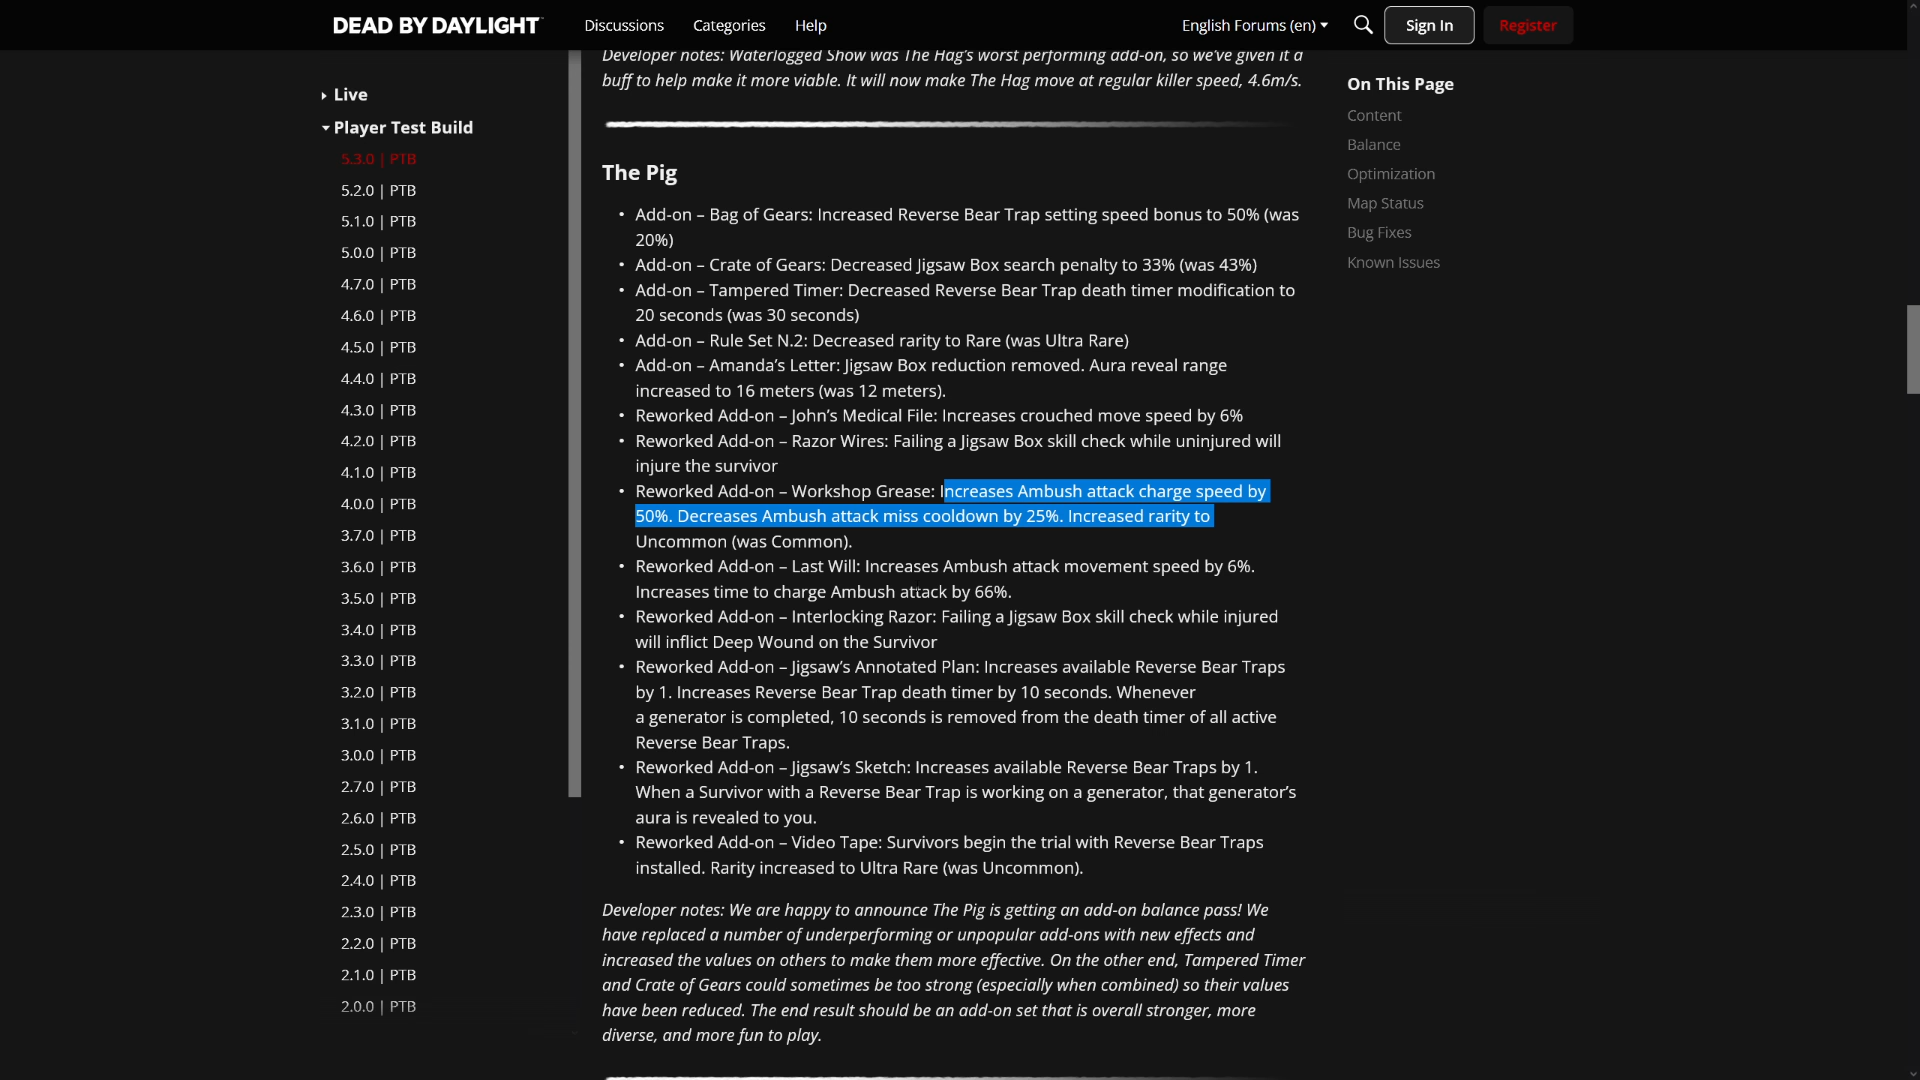 DEAD BY DAYLIGHT
Discussions
Categories
Help
English Forums (en)
Sign In
Register
Live
Player Test Build
5.3.0 | PTB
5.2.0 | PTB
5.1.0 | PTB
5.0.0 | PTB
4.7.0 | PTB
4.6.0 | PTB
4.5.0 | PTB
4.4.0 | PTB
4.3.0 | PTB
4.2.0 | PTB
4.1.0 | PTB
4.0.0 | PTB
3.7.0 | PTB
3.6.0 | PTB
3.5.0 | PTB
3.4.0 | PTB
3.3.0 | PTB
3.2.0 | PTB
3.1.0 | PTB
3.0.0 | PTB
2.7.0 | PTB
2.6.0 | PTB
2.5.0 | PTB
2.4.0 | PTB
2.3.0 | PTB
2.2.0 | PTB
2.1.0 | PTB
2.0.0 | PTB
Developer notes: Waterlogged Show was The Hag's worst performing add-on, so we've given it a
buff to help make it more viable. It will now make The Hag move at regular killer speed, 4.6m/s.
The Pig
• Add-on – Bag of Gears: Increased Reverse Bear Trap setting speed bonus to 50% (was
20%)
• Add-on – Crate of Gears: Decreased Jigsaw Box search penalty to 33% (was 43%)
• Add-on – Tampered Timer: Decreased Reverse Bear Trap death timer modification to
20 seconds (was 30 seconds)
• Add-on – Rule Set N.2: Decreased rarity to Rare (was Ultra Rare)
• Add-on – Amanda’s Letter: Jigsaw Box reduction removed. Aura reveal range
increased to 16 meters (was 12 meters).
• Reworked Add-on – John’s Medical File: Increases crouched move speed by 6%
• Reworked Add-on – Razor Wires: Failing a Jigsaw Box skill check while uninjured will
injure the survivor
• Reworked Add-on – Workshop Grease: Increases Ambush attack charge speed by
50%. Decreases Ambush attack miss cooldown by 25%. Increased rarity to
Uncommon (was Common).
• Reworked Add-on – Last Will: Increases Ambush attack movement speed by 6%.
Increases time to charge Ambush attack by 66%.
• Reworked Add-on – Interlocking Razor: Failing a Jigsaw Box skill check while injured
will inflict Deep Wound on the Survivor
• Reworked Add-on – Jigsaw’s Annotated Plan: Increases available Reverse Bear Traps
by 1. Increases Reverse Bear Trap death timer by 10 seconds. Whenever
a generator is completed, 10 seconds is removed from the death timer of all active
Reverse Bear Traps.
• Reworked Add-on – Jigsaw’s Sketch: Increases available Reverse Bear Traps by 1.
When a Survivor with a Reverse Bear Trap is working on a generator, that generator’s
aura is revealed to you.
• Reworked Add-on – Video Tape: Survivors begin the trial with Reverse Bear Traps
installed. Rarity increased to Ultra Rare (was Uncommon).
Developer notes: We are happy to announce The Pig is getting an add-on balance pass! We
have replaced a number of underperforming or unpopular add-ons with new effects and
increased the values on others to make them more effective. On the other end, Tampered Timer
and Crate of Gears could sometimes be too strong (especially when combined) so their values
have been reduced. The end result should be an add-on set that is overall stronger, more
diverse, and more fun to play.
On This Page
Content
Balance
Optimization
Map Status
Bug Fixes
Known Issues